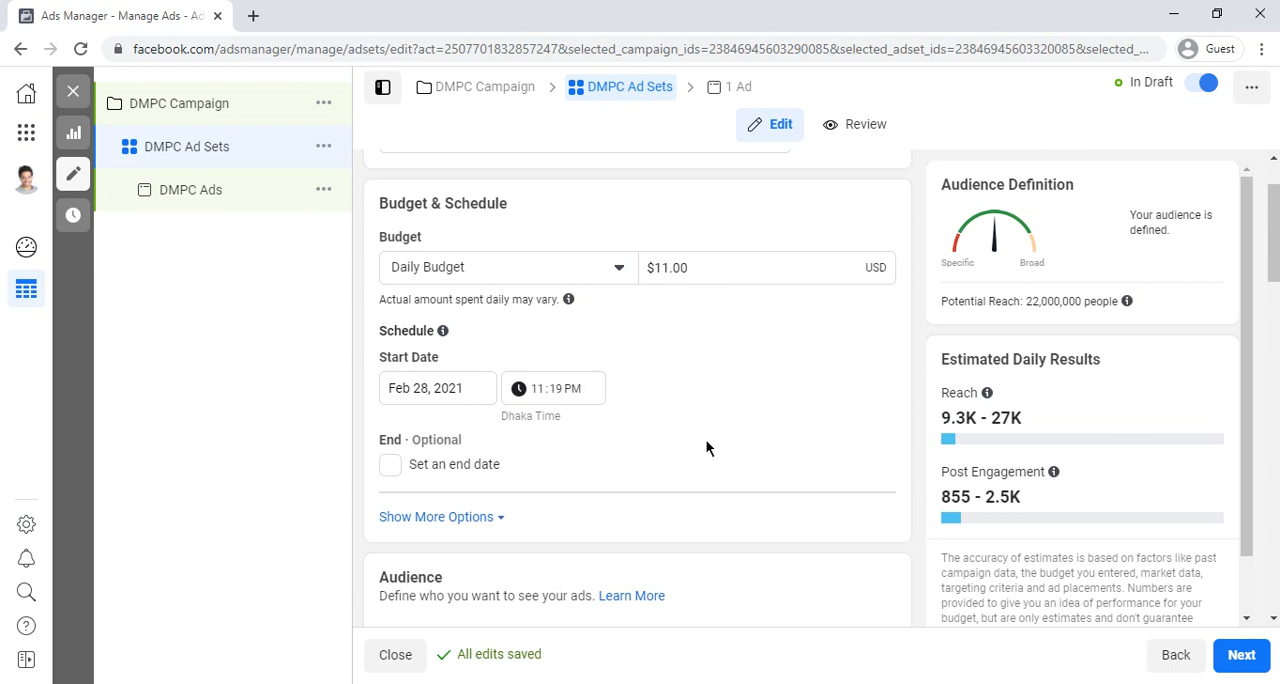 Ads Manager - Manage Ads - Ad
facebook.com/adsmanager/manage/adsets/edit?act=2507701832857247&selected_campaign_ids=23846945603290085&selected_adset_ids=23846945603320085&selected_...
Guest
DMPC Campaign
DMPC Ad Sets
DMPC Ads
DMPC Campaign
DMPC Ad Sets
1 Ad
In Draft
Edit
Review
Budget & Schedule
Budget
Daily Budget
$11.00
USD
Actual amount spent daily may vary.
Schedule
Start Date
Feb 28, 2021
11:19 PM
Dhaka Time
End · Optional
Set an end date
Show More Options
Audience
Define who you want to see your ads. Learn More
Audience Definition
Your audience is
defined.
Specific
Broad
Potential Reach: 22,000,000 people
Estimated Daily Results
Reach
9.3K - 27K
Post Engagement
855 - 2.5K
The accuracy of estimates is based on factors like past
campaign data, the budget you entered, market data,
targeting criteria and ad placements. Numbers are
provided to give you an idea of performance for your
budget, but are only estimates and don't guarantee
Close
All edits saved
Back
Next